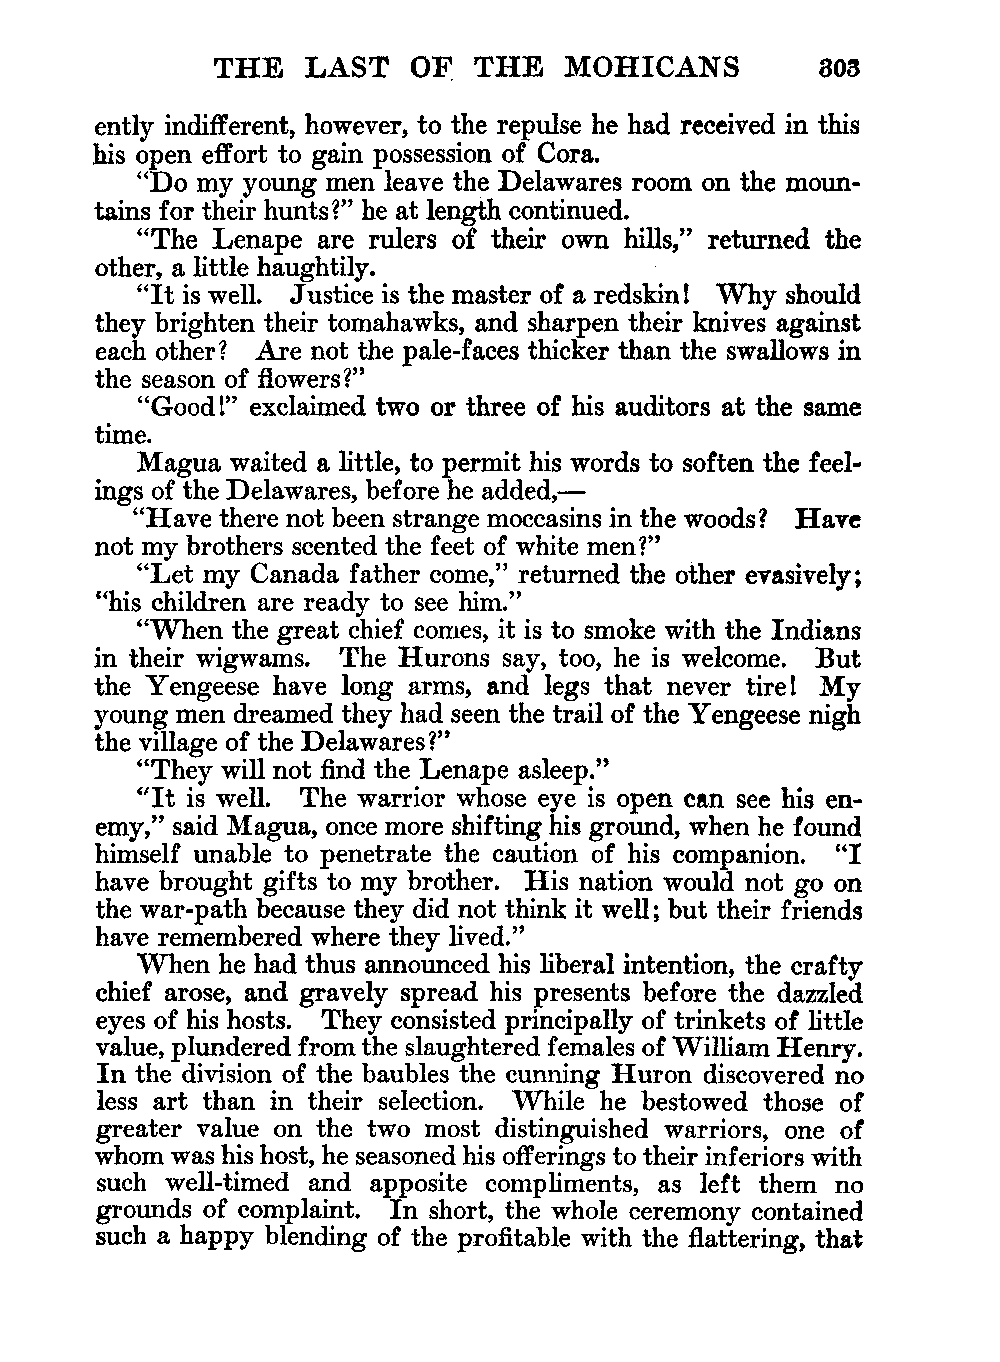 THE LAST OF THE MOHICANS 303
ently indifferent, however, to the repulse he had received in this
his open effort to gain possession of Cora.
“Do my young men leave the Delawares room on the moun-
tains for their hunts?” he at length continued.
“The Lenape are rulers of their own hills,” returned the
other, a little haughtily.
“It is well. Justice is the master of a redskin! Why should
they brighten their tomahawks, and sharpen their knives against
each other? Are not the pale-faces thicker than the swallows in
the season of flowers?”
“Good!” exclaimed two or three of his auditors at the same
time.
Magua waited a little, to permit his words to soften the feel-
ings of the Delawares, before he added,—
“Have there not been strange moccasins in the woods? Have
not my brothers scented the feet of white men?”
“Let my Canada father come,” returned the other evasively;
“his children are ready to see him.”
“When the great chief comes, it is to smoke with the Indians
in their wigwams. The Hurons say, too, he is welcome. But
the Yengeese have long arms, and legs that never tire! My
young men dreamed they had seen the trail of the Yengeese nigh
the village of the Delawares?”
“They will not find the Lenape asleep.”
“It is well. The warrior whose eye is open can see his en-
emy,” said Magua, once more shifting his ground, when he found
himself unable to penetrate the caution of his companion. “I
have brought gifts to my brother. His nation would not go on
the war-path because they did not think it well; but their friends
have remembered where they lived.”
When he had thus announced his liberal intention, the crafty
chief arose, and gravely spread his presents before the dazzled
eyes of his hosts. They consisted principally of trinkets of little
value, plundered from the slaughtered females of William Henry.
In the division of the baubles the cunning Huron discovered no
less art than in their selection. While he bestowed those of
greater value on the two most distinguished warriors, one of
whom was his host, he seasoned his offerings to their inferiors with
such well-timed and apposite compliments, as left them no
grounds of complaint. In short, the whole ceremony contained
such a happy blending of the profitable with the flattering, that